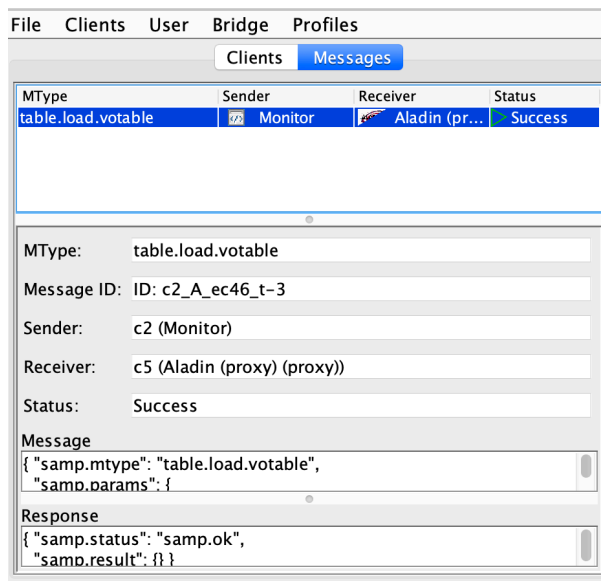 File Clients User Bridge Profiles
Clients Messages
MType Sender Receiver Status
table.load.votable </> Monitor Aladin (pr... Success
MType: table.load.votable
Message ID: ID: c2_A_ec46_t-3
Sender: c2 (Monitor)
Receiver: c5 (Aladin (proxy) (proxy))
Status: Success
Message
{ "samp.mtype": "table.load.votable",
"samp.params": {
Response
{ "samp.status": "samp.ok",
"samp.result": {} }